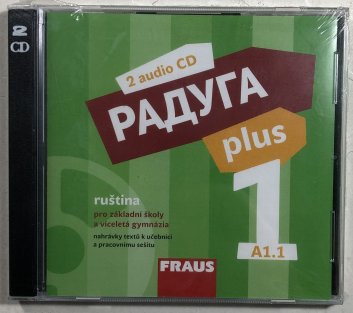 2
CD
2 audio CD
РАДУГА
plus
1
A1.1
ruština
pro základní školy
a víceletá gymnázia
nahrávky textů k učebnici
a pracovnímu sešitu
FRAUS